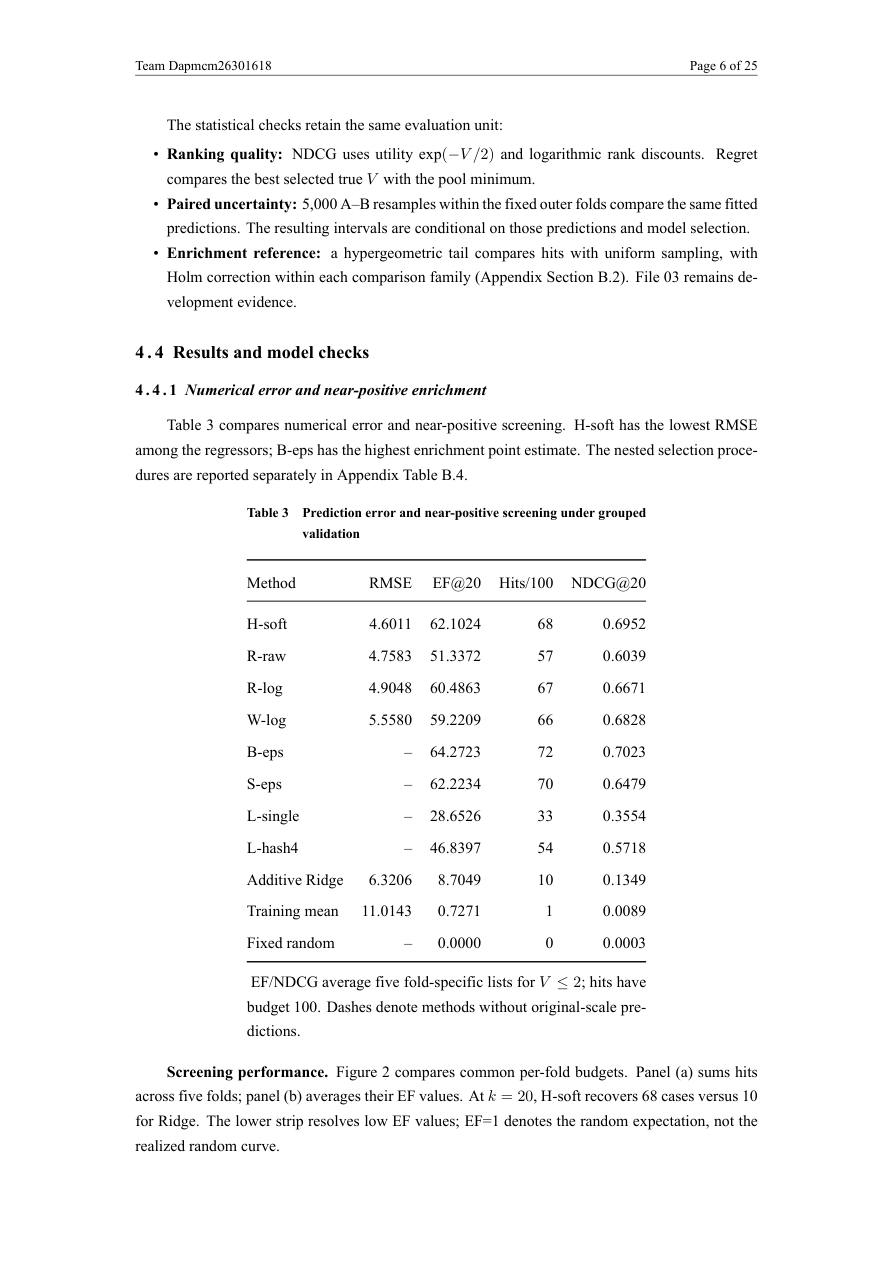 Team Dapmcm26301618 Page 6 of 25
The statistical checks retain the same evaluation unit:
• Ranking quality: NDCG uses utility exp(−V/2) and logarithmic rank discounts. Regret
compares the best selected true V with the pool minimum.
• Paired uncertainty: 5,000 A–B resamples within the fixed outer folds compare the same fitted
predictions. The resulting intervals are conditional on those predictions and model selection.
• Enrichment reference: a hypergeometric tail compares hits with uniform sampling, with
Holm correction within each comparison family (Appendix Section B.2). File 03 remains de-
velopment evidence.
4.4 Results and model checks
4.4.1 Numerical error and near-positive enrichment
Table 3 compares numerical error and near-positive screening. H-soft has the lowest RMSE
among the regressors; B-eps has the highest enrichment point estimate. The nested selection proce-
dures are reported separately in Appendix Table B.4.
Table 3 Prediction error and near-positive screening under grouped
validation
Method RMSE EF@20 Hits/100 NDCG@20
H-soft 4.6011 62.1024 68 0.6952
R-raw 4.7583 51.3372 57 0.6039
R-log 4.9048 60.4863 67 0.6671
W-log 5.5580 59.2209 66 0.6828
B-eps – 64.2723 72 0.7023
S-eps – 62.2234 70 0.6479
L-single – 28.6526 33 0.3554
L-hash4 – 46.8397 54 0.5718
Additive Ridge 6.3206 8.7049 10 0.1349
Training mean 11.0143 0.7271 1 0.0089
Fixed random – 0.0000 0 0.0003
EF/NDCG average five fold-specific lists for V ≤ 2; hits have
budget 100. Dashes denote methods without original-scale pre-
dictions.
Screening performance. Figure 2 compares common per-fold budgets. Panel (a) sums hits
across five folds; panel (b) averages their EF values. At k = 20, H-soft recovers 68 cases versus 10
for Ridge. The lower strip resolves low EF values; EF=1 denotes the random expectation, not the
realized random curve.